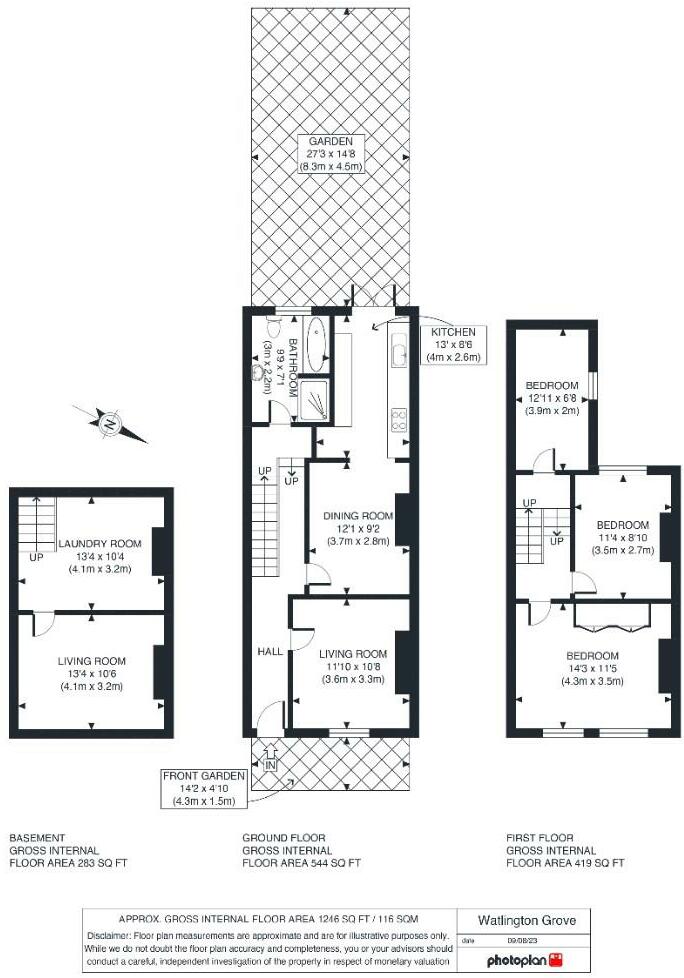 GARDEN
27'3 x 14'8
(8.3m x 4.5m)
KITCHEN
13' x 8'6
(4m x 2.6m)
BATHROOM
9'9 x 7'1
(3m x 2.2m)
BEDROOM
12'11 x 6'8
(3.9m x 2m)
N
UP
UP
DINING ROOM
12'1 x 9'2
(3.7m x 2.8m)
UP
UP
BEDROOM
11'4 x 8'10
(3.5m x 2.7m)
LAUNDRY ROOM
13'4 x 10'4
(4.1m x 3.2m)
UP
LIVING ROOM
13'4 x 10'6
(4.1m x 3.2m)
HALL
LIVING ROOM
11'10 x 10'8
(3.6m x 3.3m)
BEDROOM
14'3 x 11'5
(4.3m x 3.5m)
IN
FRONT GARDEN
14'2 x 4'10
(4.3m x 1.5m)
BASEMENT
GROSS INTERNAL
FLOOR AREA 283 SQ FT
GROUND FLOOR
GROSS INTERNAL
FLOOR AREA 544 SQ FT
FIRST FLOOR
GROSS INTERNAL
FLOOR AREA 419 SQ FT
APPROX. GROSS INTERNAL FLOOR AREA 1246 SQ FT / 116 SQM
Disclaimer: Floor plan measurements are approximate and are for illustrative purposes only.
While we do not doubt the floor plan accuracy and completeness, you or your advisors should
conduct a careful, independent investigation of the property in respect of monetary valuation
Watlington Grove
date 09/08/23
photoplan